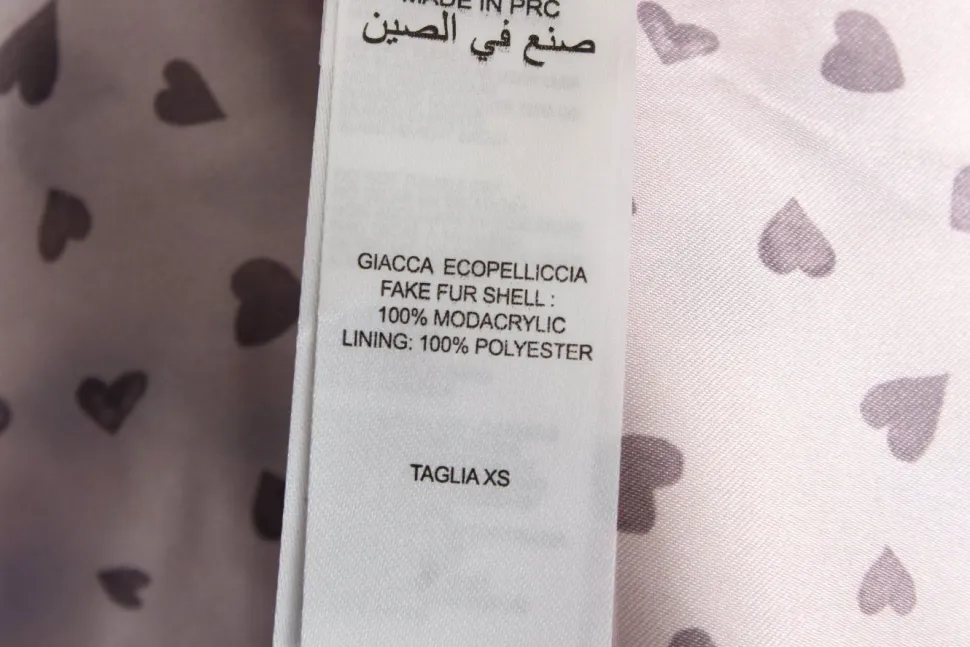 MADE IN PRC
صنع في الصين
GIACCA ECOPELLICCIA
FAKE FUR SHELL :
100% MODACRYLIC
LINING: 100% POLYESTER
TAGLIA XS